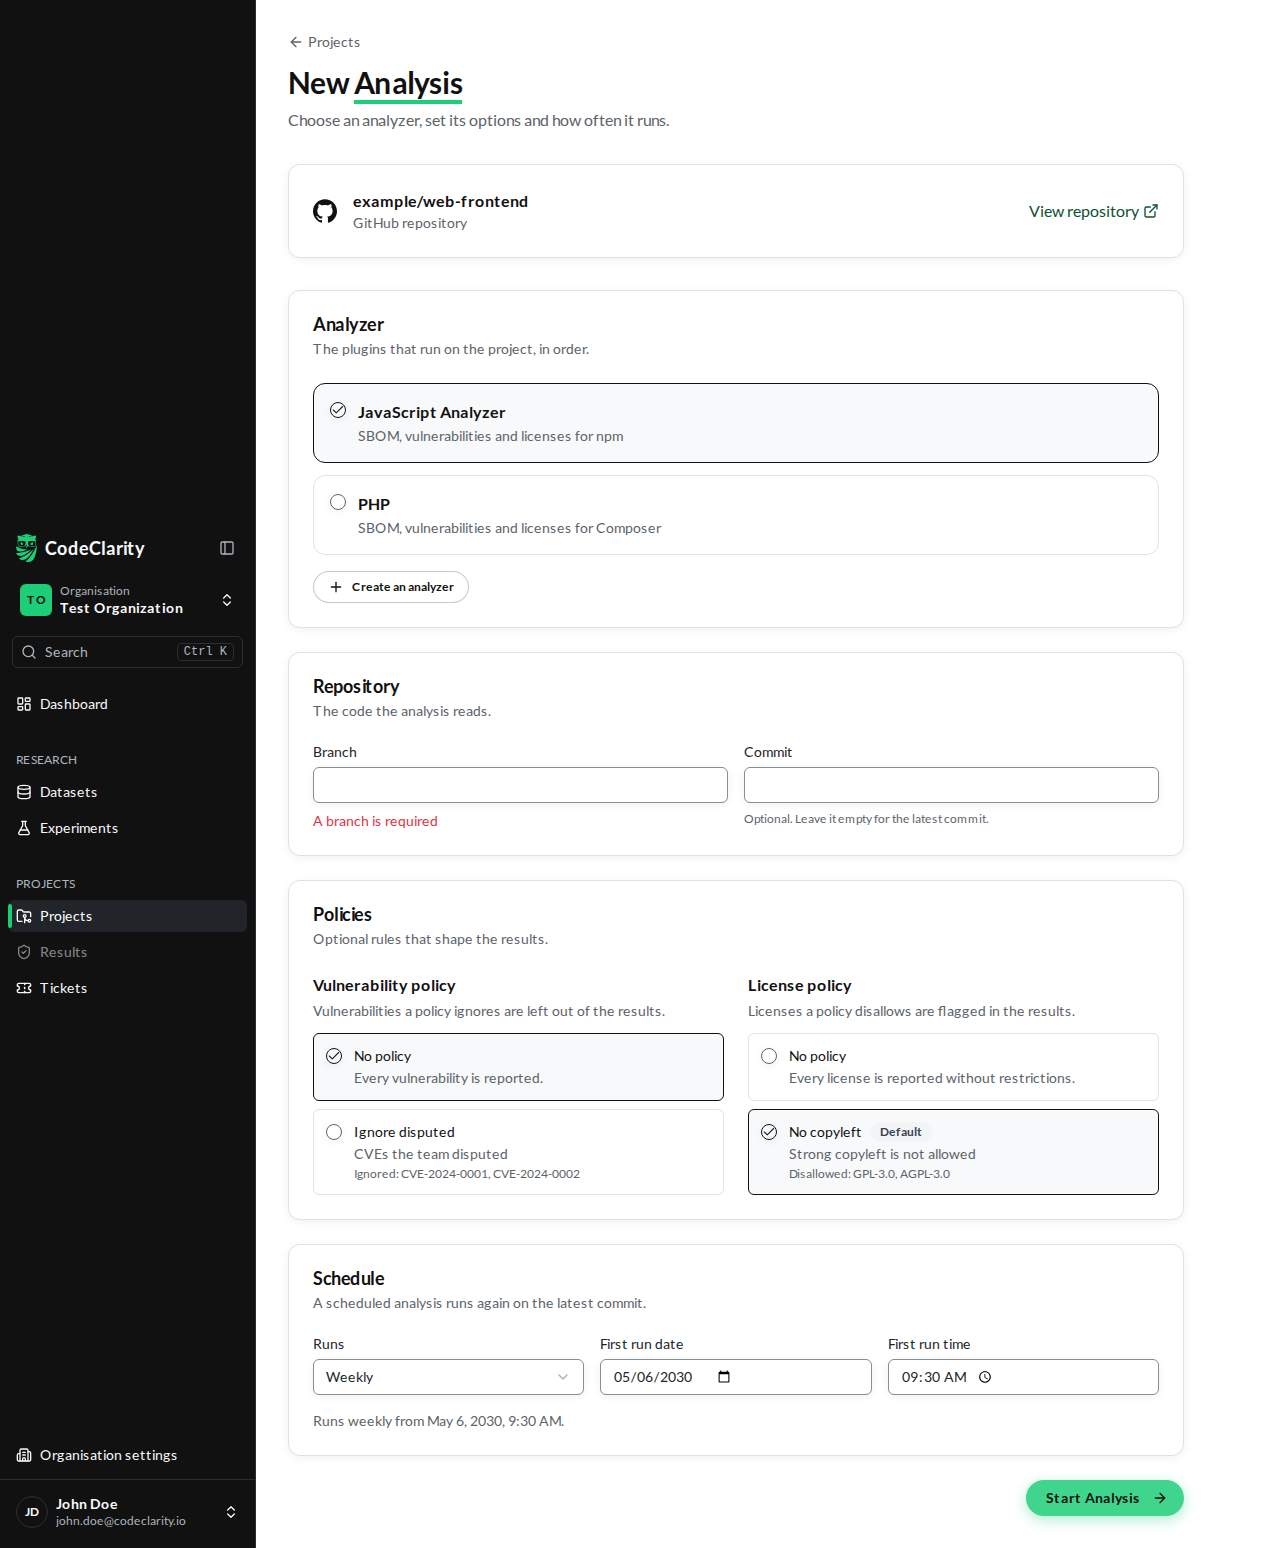 CodeClarity
TO
Organisation
Test Organization
Search
Ctrl K
Dashboard
RESEARCH
Datasets
Experiments
PROJECTS
Projects
Results
Tickets
Organisation settings
JD
John Doe
john.doe@codeclarity.io
Projects
New Analysis
Choose an analyzer, set its options and how often it runs.
example/web-frontend
GitHub repository
View repository
Analyzer
The plugins that run on the project, in order.
JavaScript Analyzer
SBOM, vulnerabilities and licenses for npm
PHP
SBOM, vulnerabilities and licenses for Composer
Create an analyzer
Repository
The code the analysis reads.
Branch
A branch is required
Commit
Optional. Leave it empty for the latest commit.
Policies
Optional rules that shape the results.
Vulnerability policy
Vulnerabilities a policy ignores are left out of the results.
No policy
Every vulnerability is reported.
Ignore disputed
CVEs the team disputed
Ignored: CVE-2024-0001, CVE-2024-0002
License policy
Licenses a policy disallows are flagged in the results.
No policy
Every license is reported without restrictions.
No copyleft Default
Strong copyleft is not allowed
Disallowed: GPL-3.0, AGPL-3.0
Schedule
A scheduled analysis runs again on the latest commit.
Runs
Weekly
First run date
05/06/2030
First run time
09:30 AM
Runs weekly from May 6, 2030, 9:30 AM.
Start Analysis